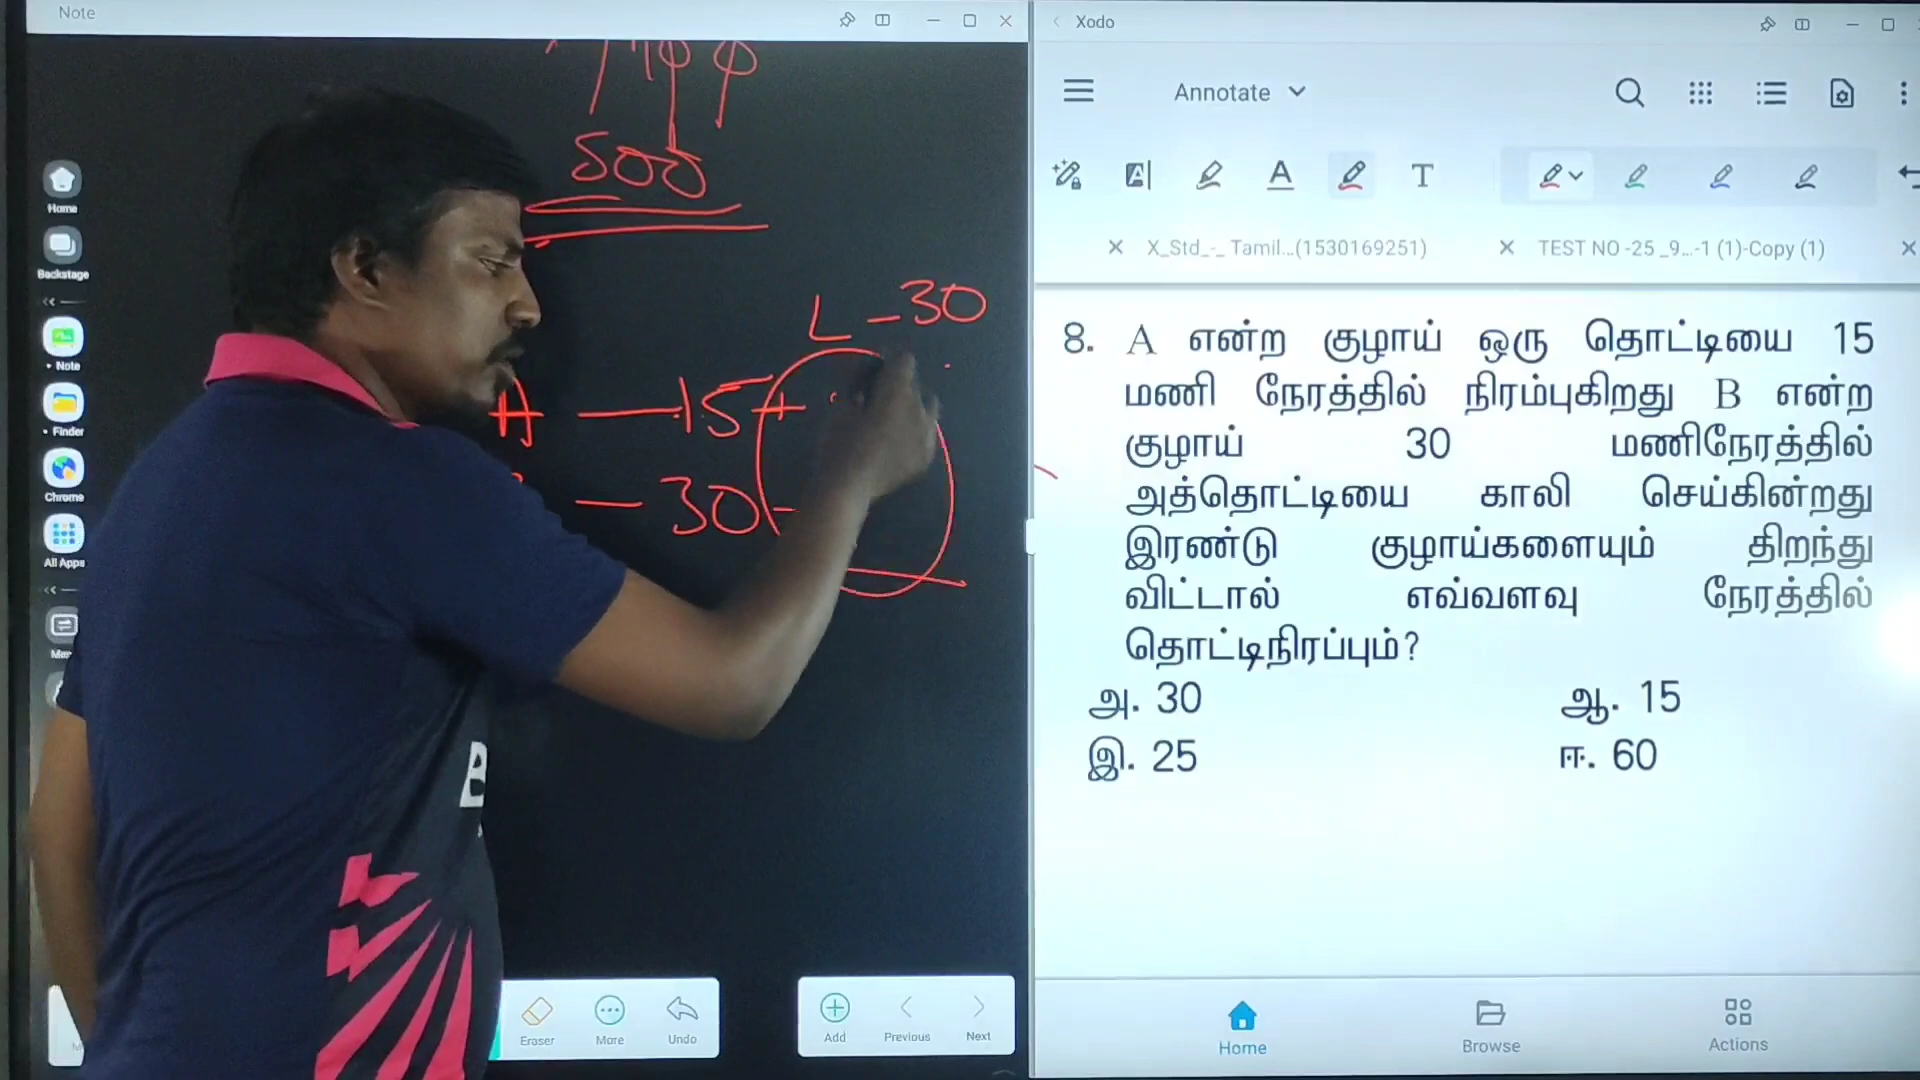 Note
Xodo
Annotate
T
X_Std_-_ Tamil...(1530169251)
TEST NO -25 _9...-1 (1)-Copy (1)
Home
Backstage
Note
Finder
Chrome
All Apps
500
L - 30
A — 15 +
— 30 -
8. A என்ற குழாய் ஒரு தொட்டியை 15
மணி நேரத்தில் நிரம்புகிறது B என்ற
குழாய் 30 மணிநேரத்தில்
அத்தொட்டியை காலி செய்கின்றது
இரண்டு குழாய்களையும் திறந்து
விட்டால் எவ்வளவு நேரத்தில்
தொட்டிநிரப்பும்?
அ. 30 ஆ. 15
இ. 25 ஈ. 60
Eraser
More
Undo
Add
Previous
Next
Home
Browse
Actions